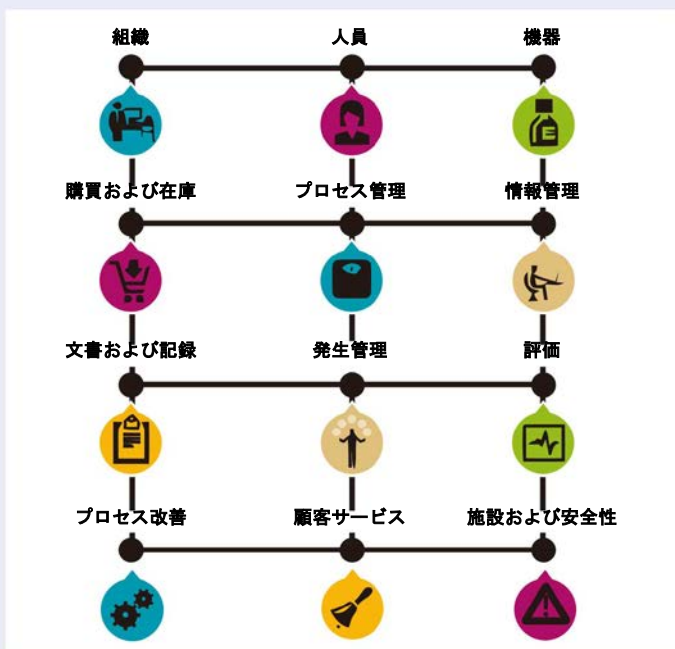 組織
人員
機器
購買および在庫
プロセス管理
情報管理
文書および記録
発生管理
評価
プロセス改善
顧客サービス
施設および安全性